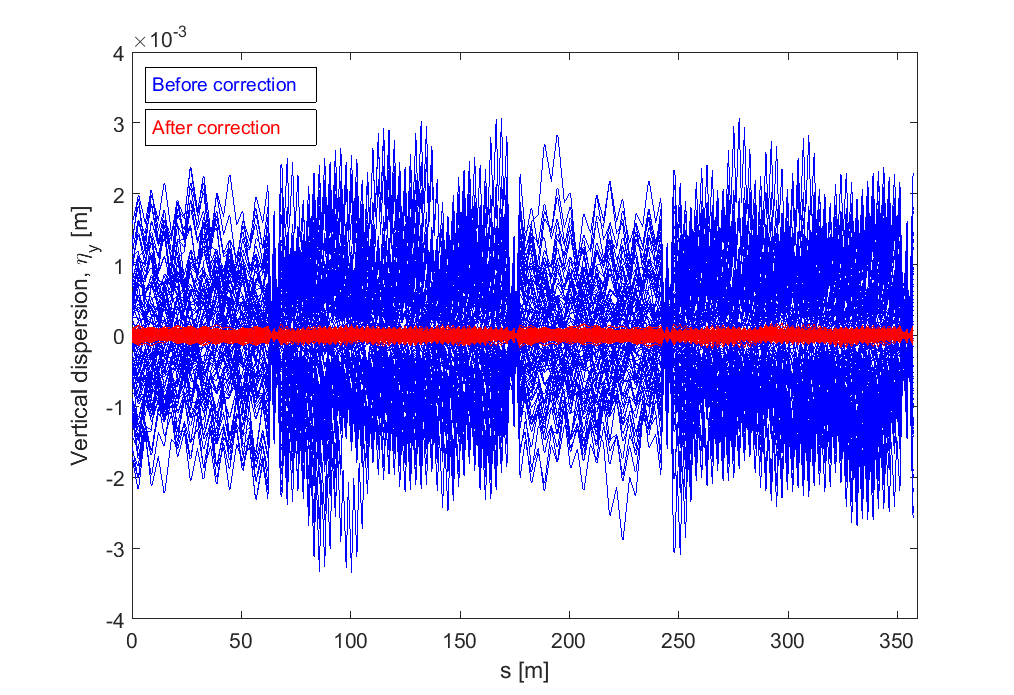 ×10⁻³
Before correction
After correction
4
3
2
1
0
-1
-2
-3
-4
Vertical dispersion, η_y [m]
0 50 100 150 200 250 300 350
s [m]